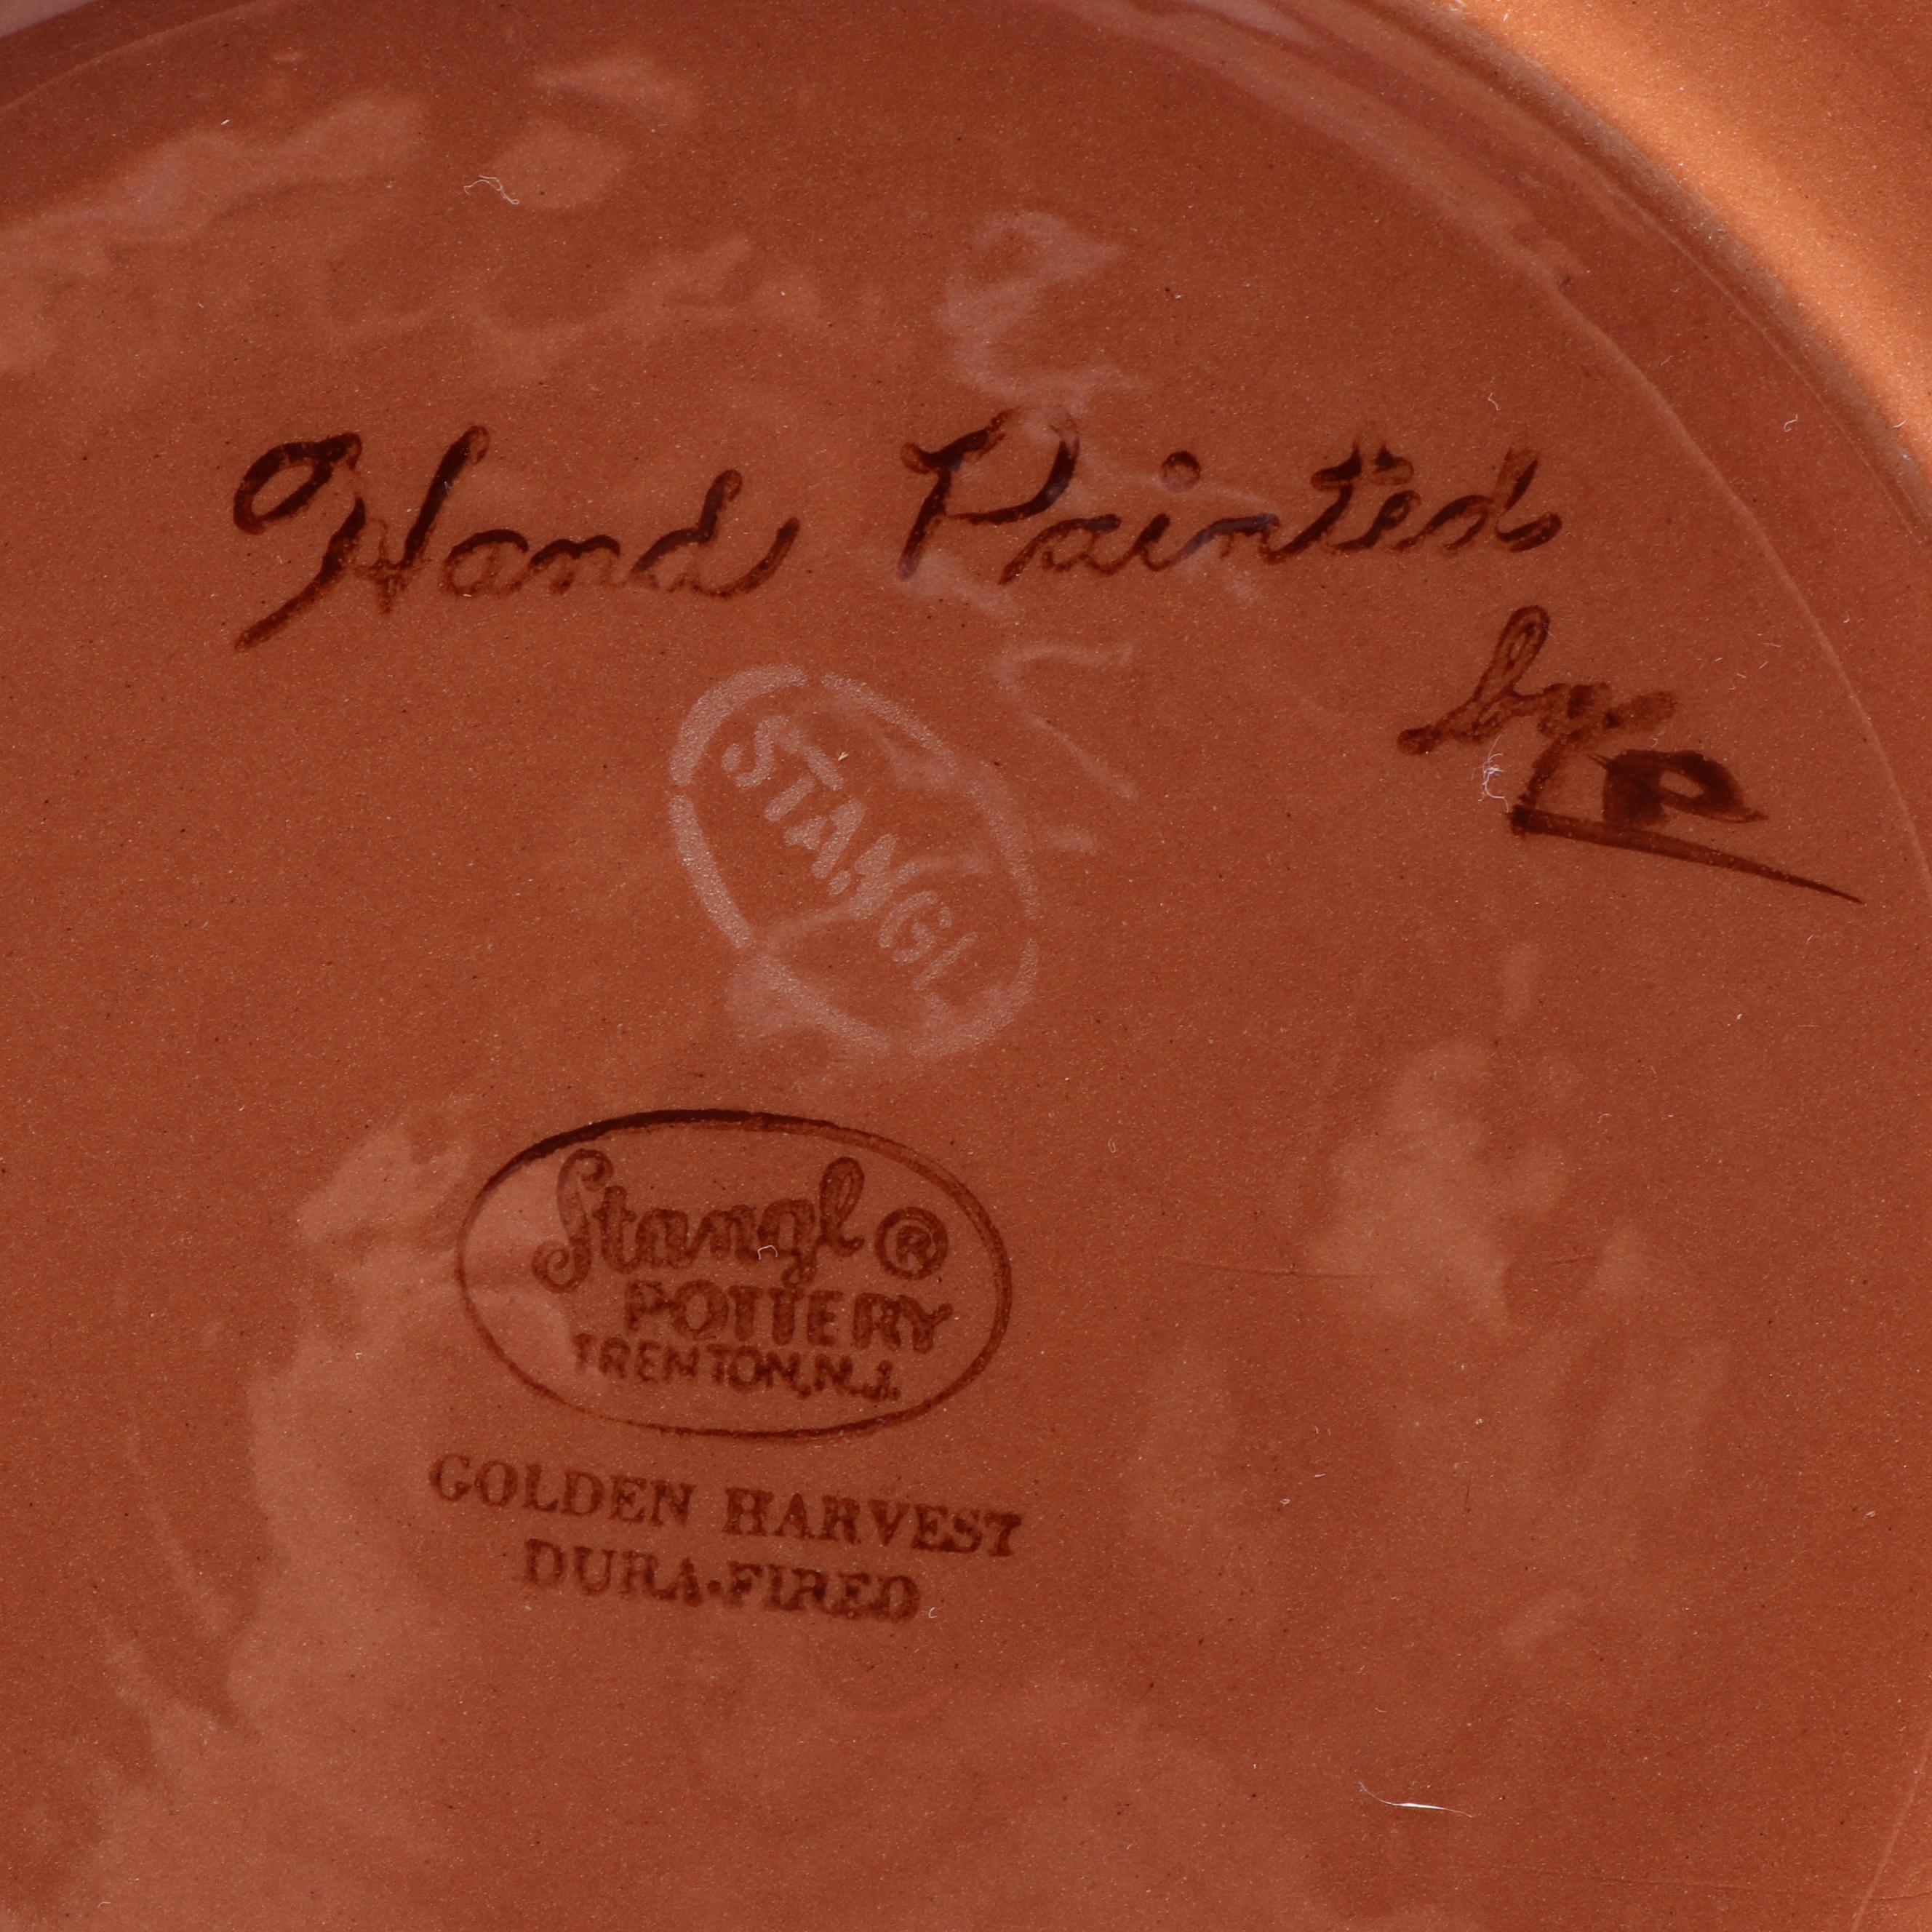 Hand Painted
by P
STANGL
Stangl ®
POTTERY
TRENTON, N.J.
GOLDEN HARVEST
DURA-FIRED